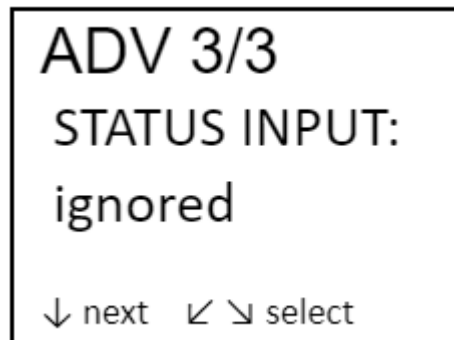 ADV 3/3
STATUS INPUT:
ignored
↓ next ↙ ↘ select